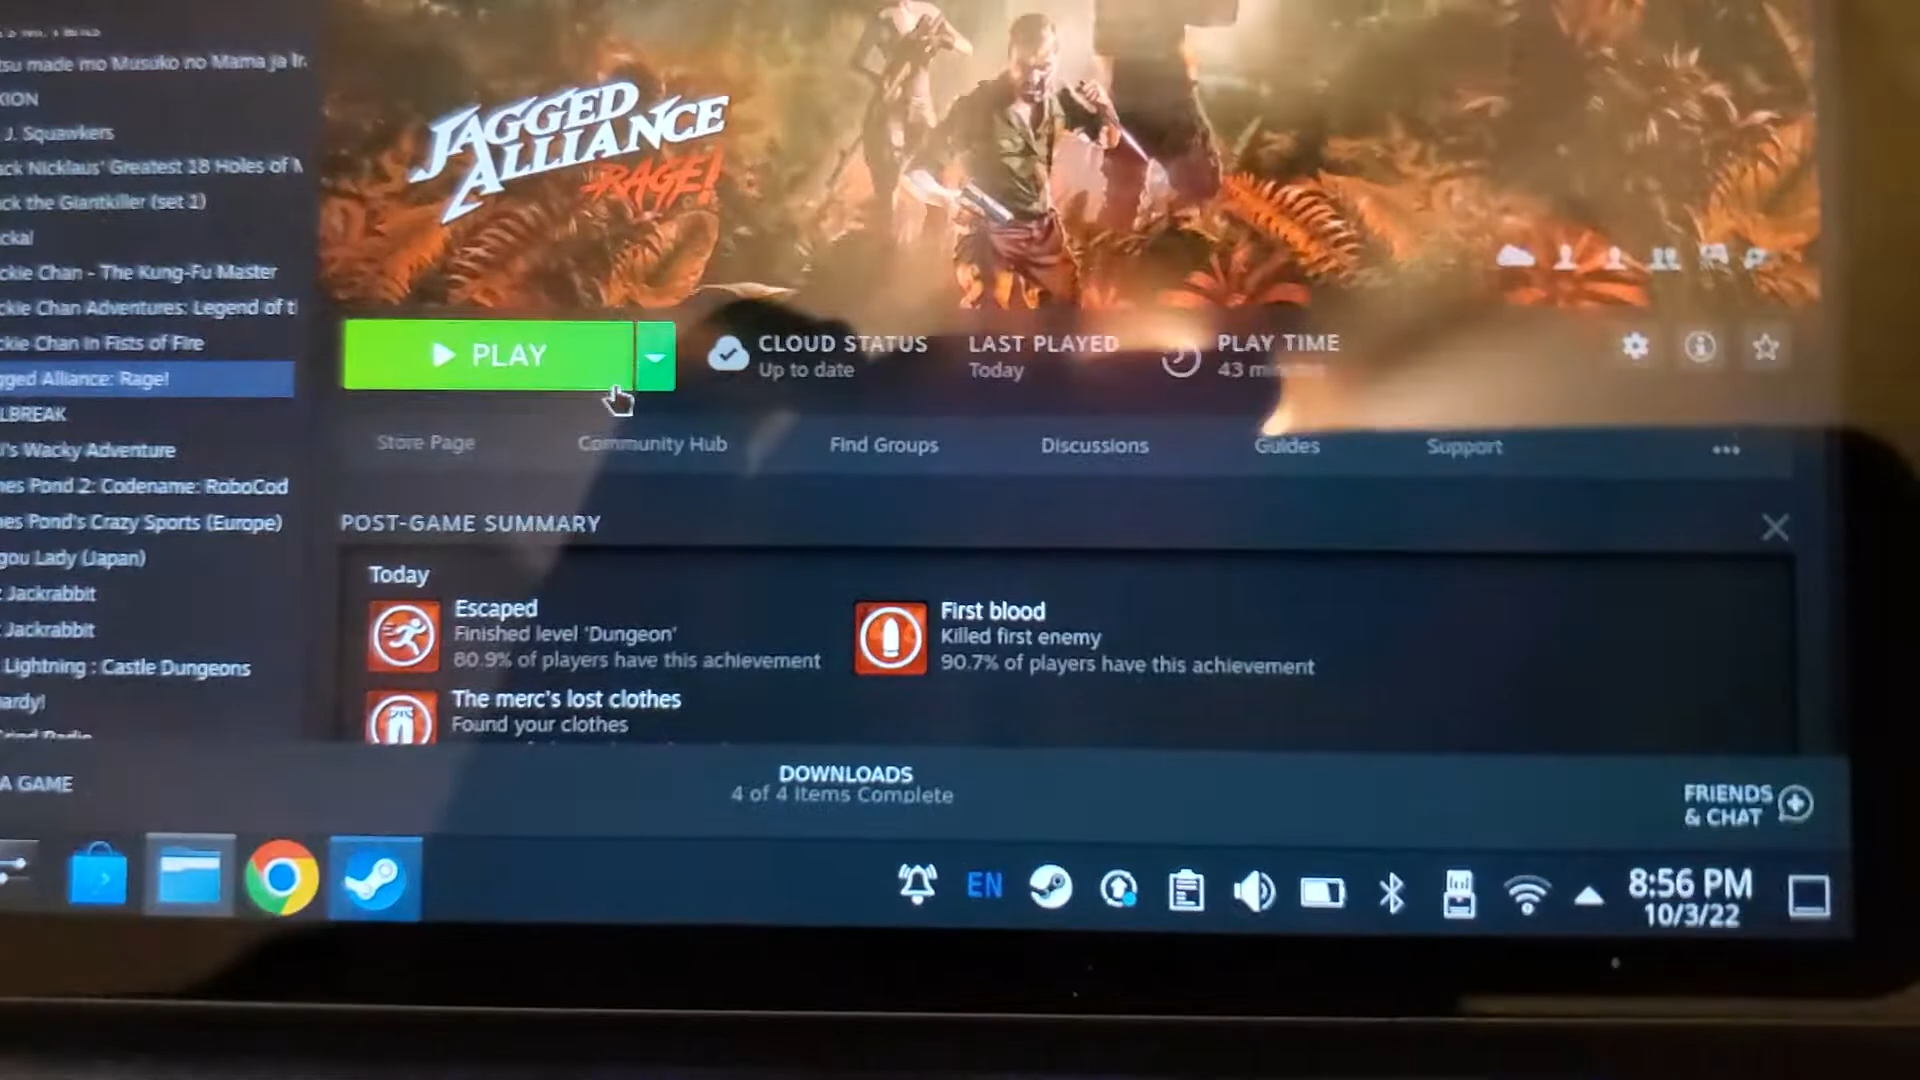 tsu made mo Musuko no Mama ja Ir
KION
J. Squawkers
ack Nicklaus' Greatest 18 Holes of M
ck the Giantkiller (set 1)
ckal
ckie Chan - The Kung-Fu Master
ckie Chan Adventures: Legend of t
ckie Chan in Fists of Fire
gged Alliance: Rage!
LBREAK
l's Wacky Adventure
nes Pond 2: Codename: RoboCod
nes Pond's Crazy Sports (Europe)
gou Lady (Japan)
Jackrabbit
Jackrabbit
Lightning : Castle Dungeons
ardy!
A GAME
JAGGED
ALLIANCE
RAGE!
PLAY
CLOUD STATUS
Up to date
LAST PLAYED
Today
PLAY TIME
43 minutes
Store Page
Community Hub
Find Groups
Discussions
Guides
Support
POST-GAME SUMMARY
Today
Escaped
Finished level 'Dungeon'
80.9% of players have this achievement
First blood
Killed first enemy
90.7% of players have this achievement
The merc's lost clothes
Found your clothes
DOWNLOADS
4 of 4 Items Complete
FRIENDS
& CHAT
EN
8:56 PM
10/3/22